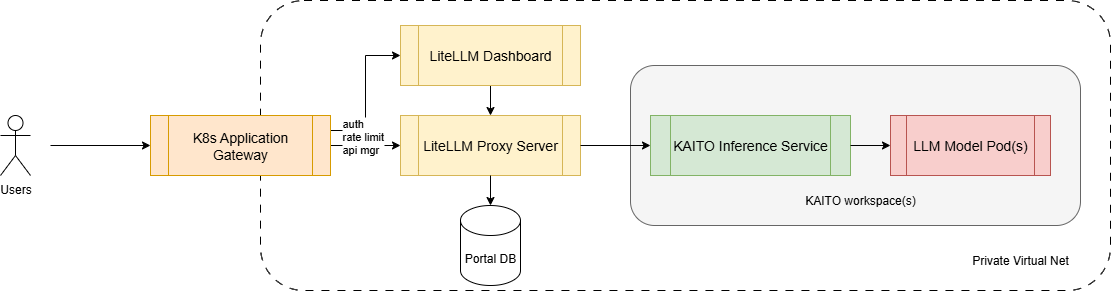 Users
K8s Application
Gateway
auth
rate limit
api mgr
LiteLLM Dashboard
LiteLLM Proxy Server
Portal DB
KAITO Inference Service
LLM Model Pod(s)
KAITO workspace(s)
Private Virtual Net